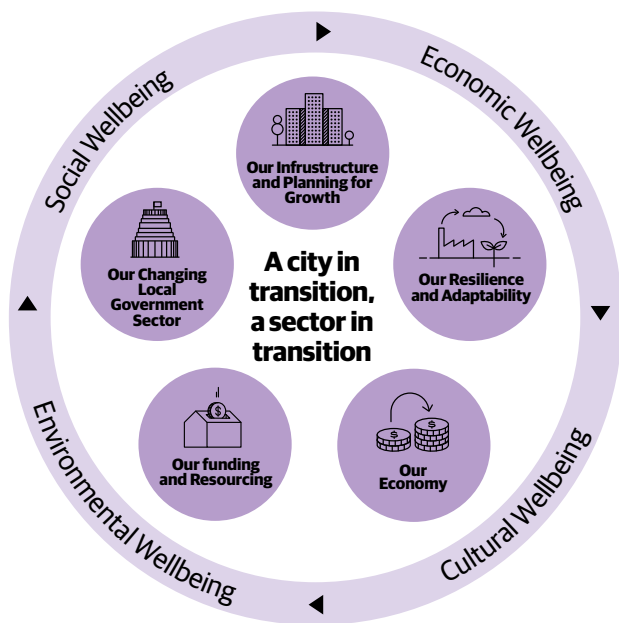 Social Wellbeing
Economic Wellbeing
Our Infrustructure
and Planning for
Growth
Our Changing
Local
Government
Sector
A city in
transition,
a sector in
transition
Our Resilience
and Adaptability
$
Our funding
and Resourcing
$
$
Our
Economy
Environmental Wellbeing
Cultural Wellbeing